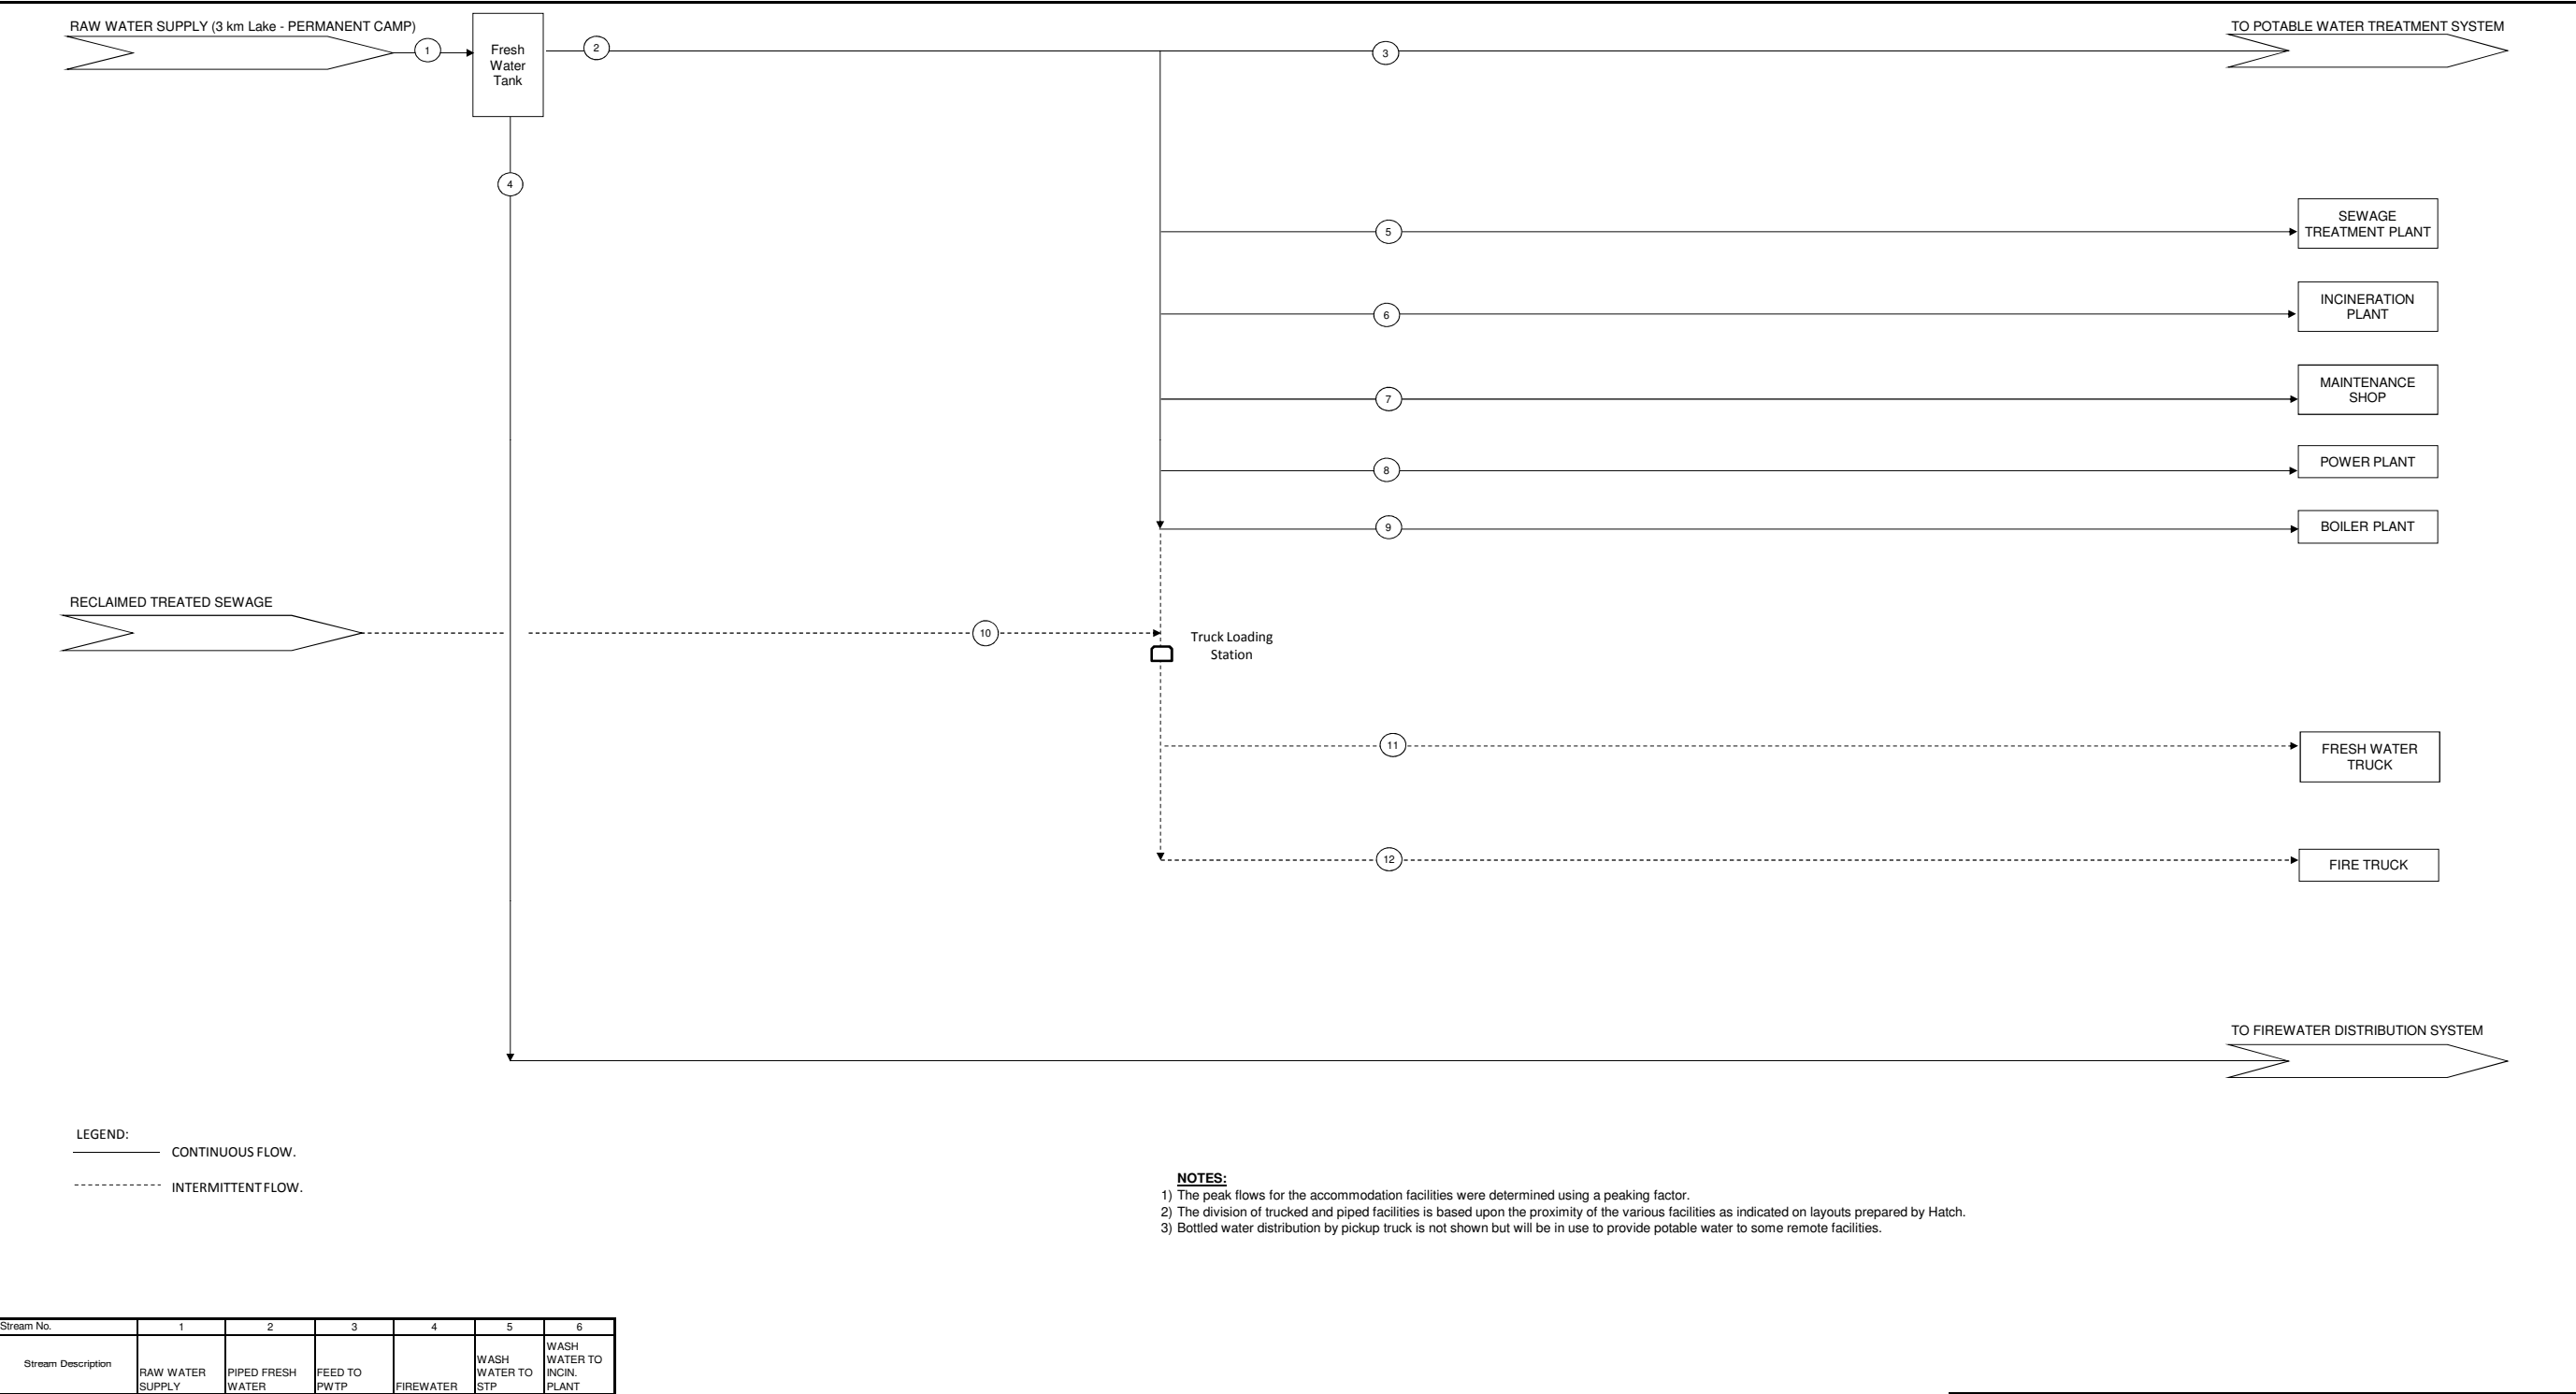 RAW WATER SUPPLY (3 km Lake - PERMANENT CAMP)
TO POTABLE WATER TREATMENT SYSTEM
1
Fresh
Water
Tank
2
3
4
5
SEWAGE
TREATMENT PLANT
6
INCINERATION
PLANT
7
MAINTENANCE
SHOP
8
POWER PLANT
9
BOILER PLANT
RECLAIMED TREATED SEWAGE
10
Truck Loading
Station
11
FRESH WATER
TRUCK
12
FIRE TRUCK
TO FIREWATER DISTRIBUTION SYSTEM
LEGEND:
CONTINUOUS FLOW.
INTERMITTENT FLOW.
NOTES:
1) The peak flows for the accommodation facilities were determined using a peaking factor.
2) The division of trucked and piped facilities is based upon the proximity of the various facilities as indicated on layouts prepared by Hatch.
3) Bottled water distribution by pickup truck is not shown but will be in use to provide potable water to some remote facilities.
Stream No. 1 2 3 4 5 6
Stream Description
RAW WATER
SUPPLY
PIPED FRESH
WATER
FEED TO
PWTP
FIREWATER
WASH
WATER TO
STP
WASH
WATER TO
INCIN.
PLANT